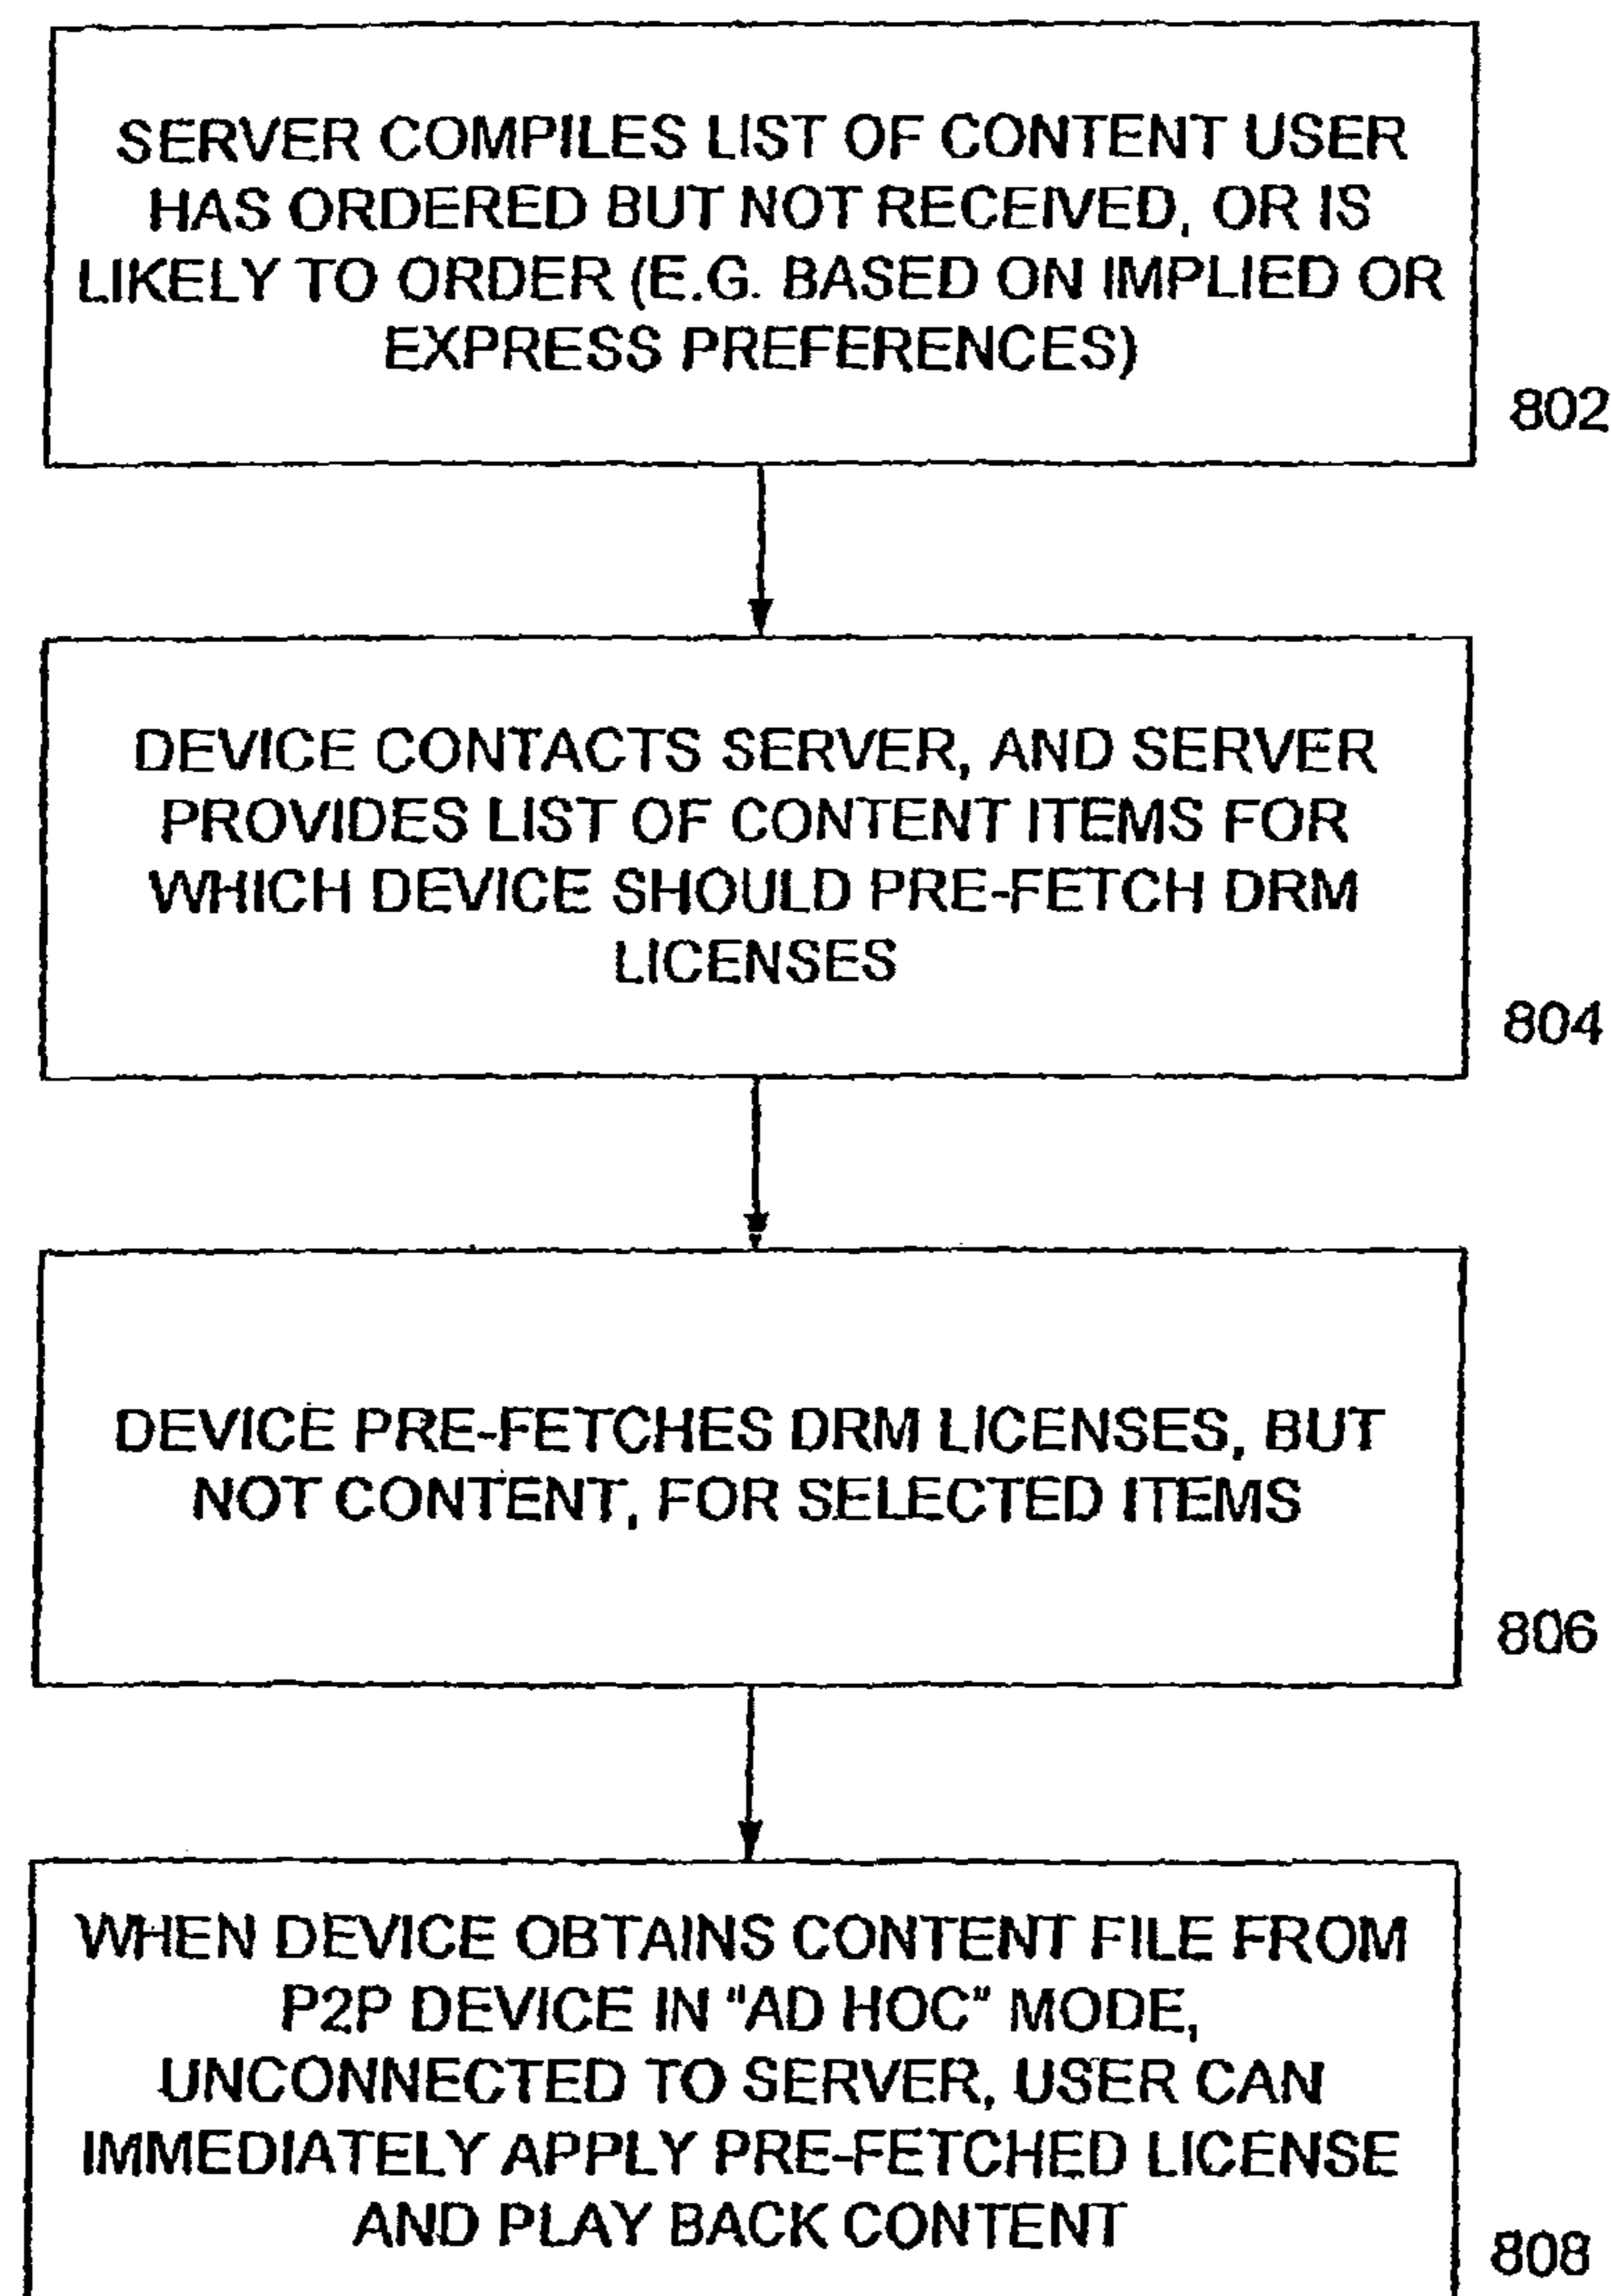 SERVER COMPILES LIST OF CONTENT USER
HAS ORDERED BUT NOT RECEIVED, OR IS
LIKELY TO ORDER (E.G. BASED ON IMPLIED OR
EXPRESS PREFERENCES)
802
DEVICE CONTACTS SERVER, AND SERVER
PROVIDES LIST OF CONTENT ITEMS FOR
WHICH DEVICE SHOULD PRE-FETCH DRM
LICENSES
804
DEVICE PRE-FETCHES DRM LICENSES, BUT
NOT CONTENT, FOR SELECTED ITEMS
806
WHEN DEVICE OBTAINS CONTENT FILE FROM
P2P DEVICE IN "AD HOC" MODE,
UNCONNECTED TO SERVER, USER CAN
IMMEDIATELY APPLY PRE-FETCHED LICENSE
AND PLAY BACK CONTENT
808